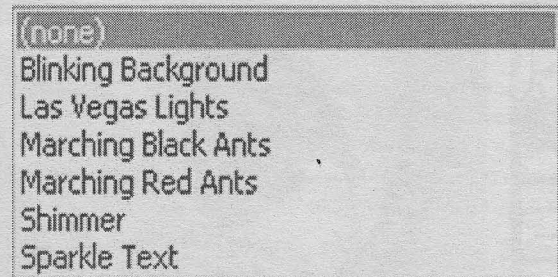 (none)
Blinking Background
Las Vegas Lights
Marching Black Ants
Marching Red Ants
Shimmer
Sparkle Text